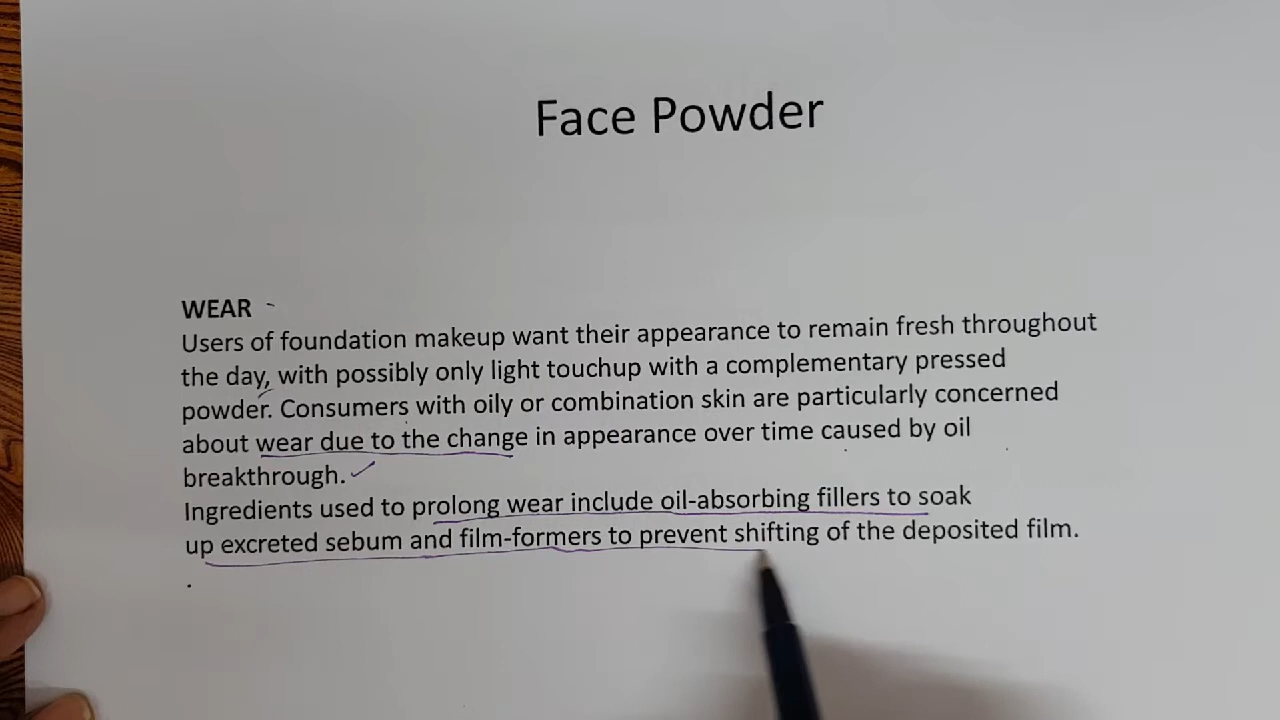 Face Powder
WEAR -
Users of foundation makeup want their appearance to remain fresh throughout
the day, with possibly only light touchup with a complementary pressed
powder. Consumers with oily or combination skin are particularly concerned
about wear due to the change in appearance over time caused by oil
breakthrough.
Ingredients used to prolong wear include oil-absorbing fillers to soak
up excreted sebum and film-formers to prevent shifting of the deposited film.
.